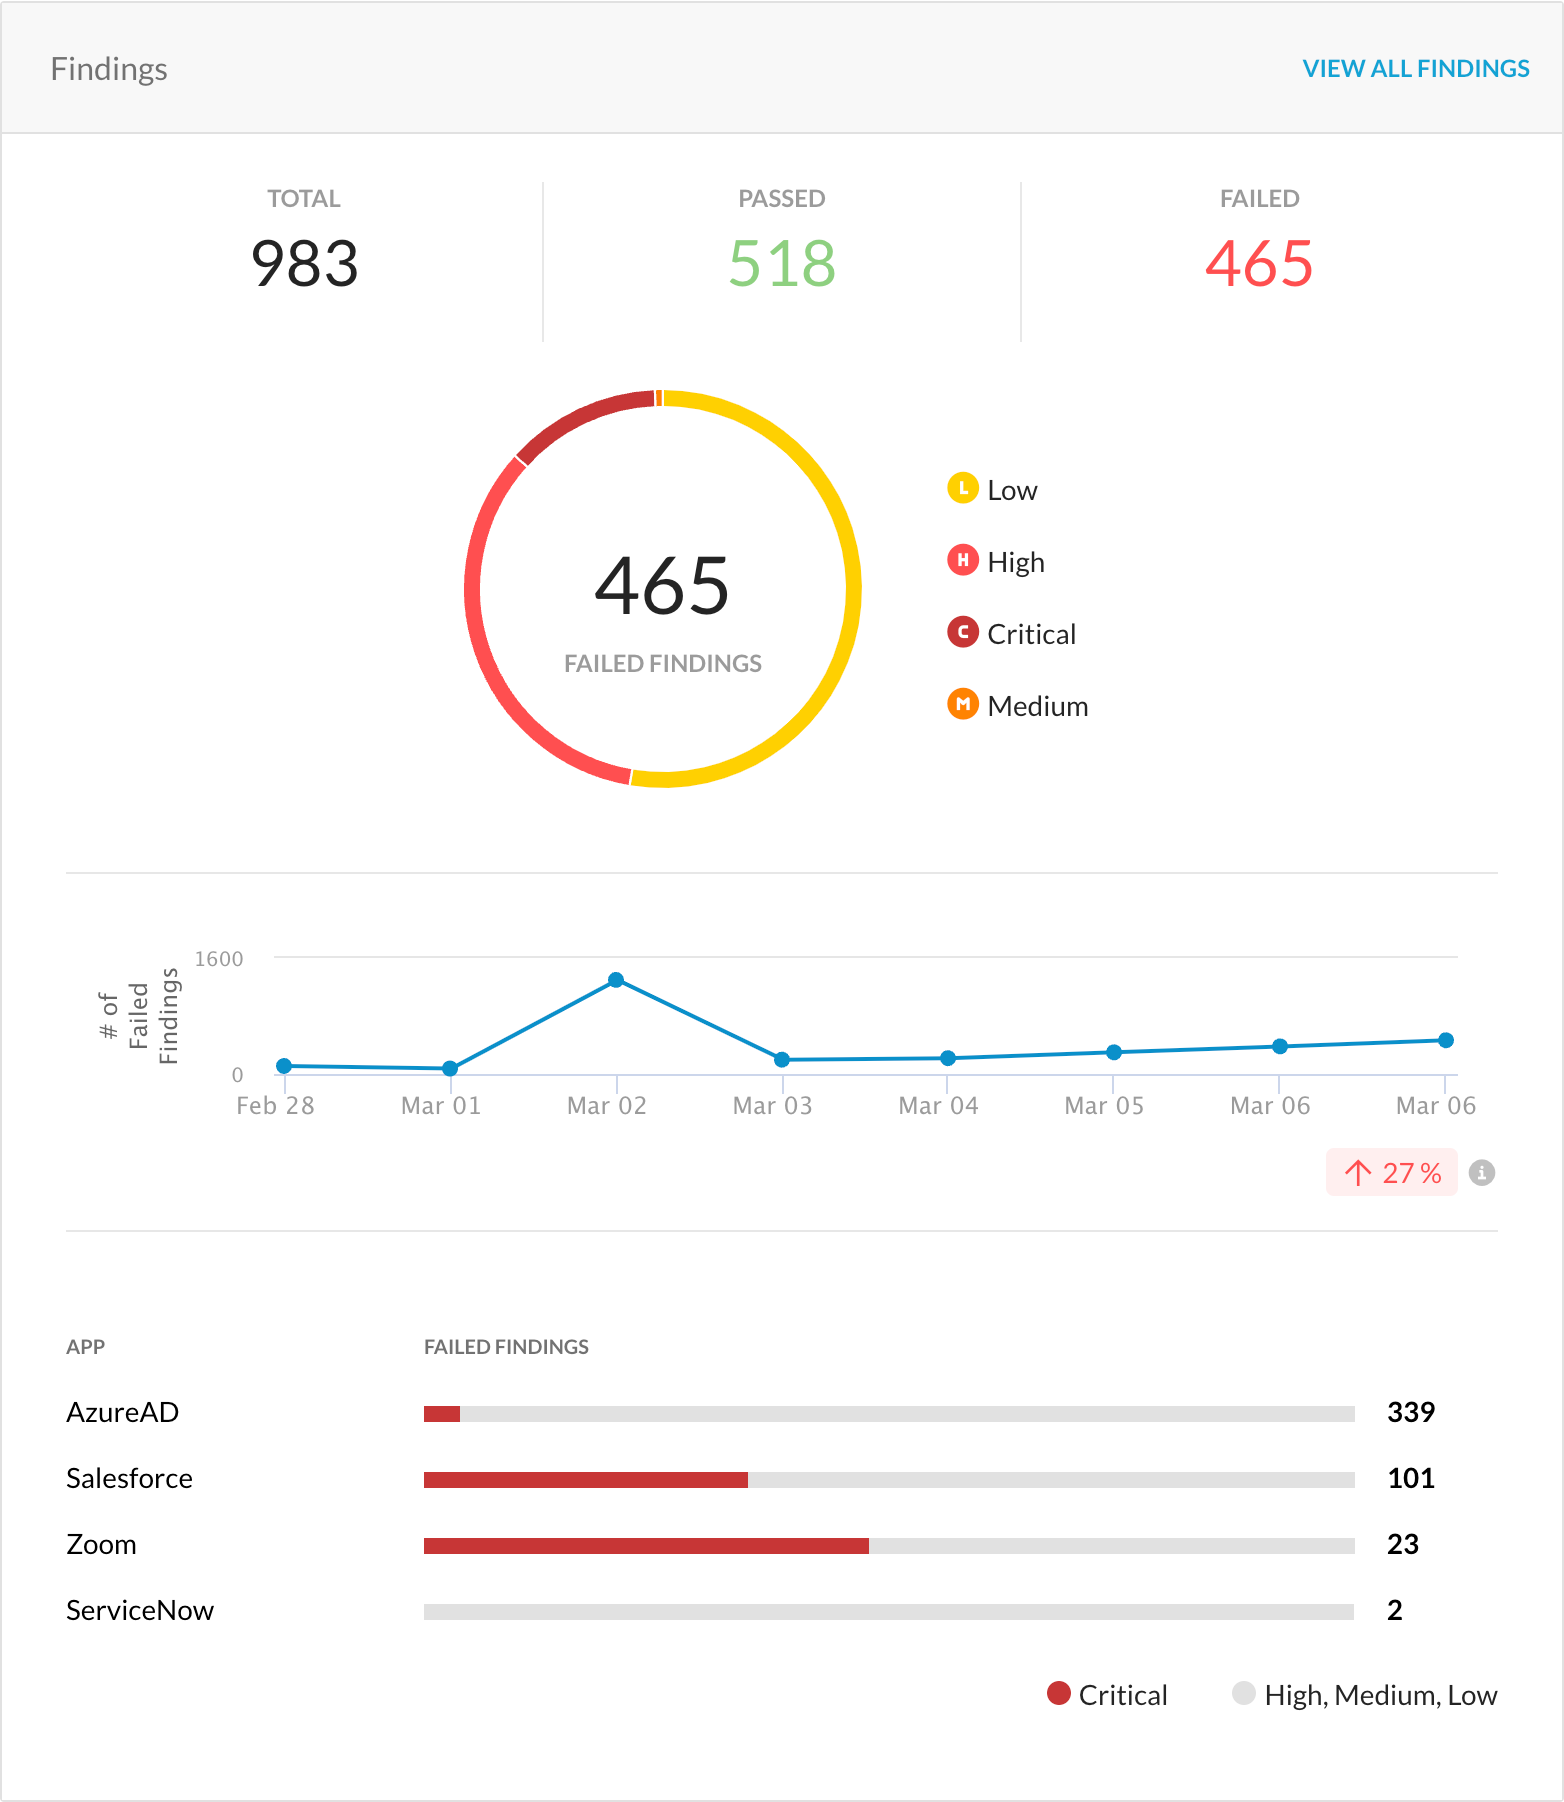 Findings
VIEW ALL FINDINGS
TOTAL
983
PASSED
518
FAILED
465
465
FAILED FINDINGS
L Low
H High
C Critical
M Medium
# of
Failed
Findings
1600
0
Feb 28
Mar 01
Mar 02
Mar 03
Mar 04
Mar 05
Mar 06
Mar 06
27 %
APP
FAILED FINDINGS
AzureAD
339
Salesforce
101
Zoom
23
ServiceNow
2
Critical
High, Medium, Low